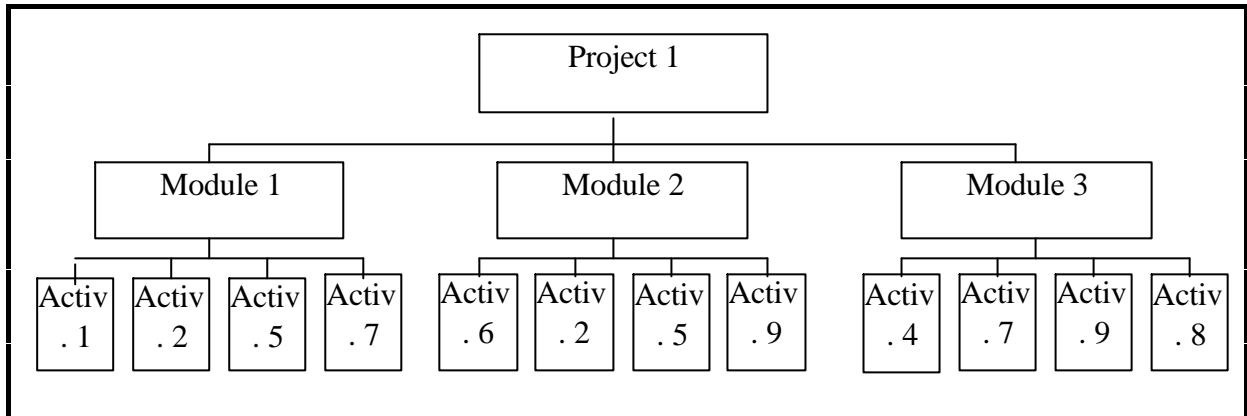 Project 1
Module 1
Module 2
Module 3
Activ
. 1
Activ
. 2
Activ
. 5
Activ
. 7
Activ
. 6
Activ
. 2
Activ
. 5
Activ
. 9
Activ
. 4
Activ
. 7
Activ
. 9
Activ
. 8